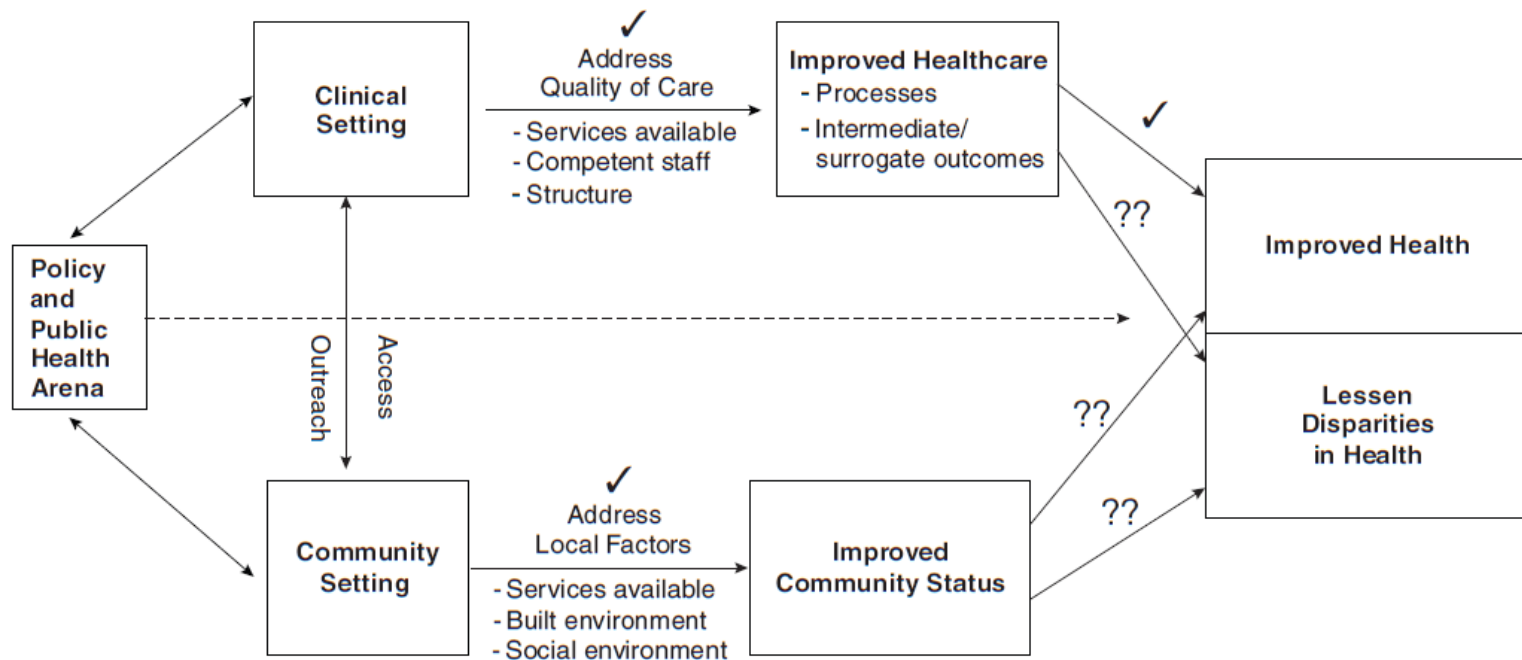 Policy
and
Public
Health
Arena
Clinical
Setting
✓
Address
Quality of Care
- Services available
- Competent staff
- Structure
Improved Healthcare
- Processes
- Intermediate/
surrogate outcomes
✓
??
Improved Health
Outreach
Access
Community
Setting
✓
Address
Local Factors
- Services available
- Built environment
- Social environment
Improved
Community Status
??
??
Lessen
Disparities
in Health